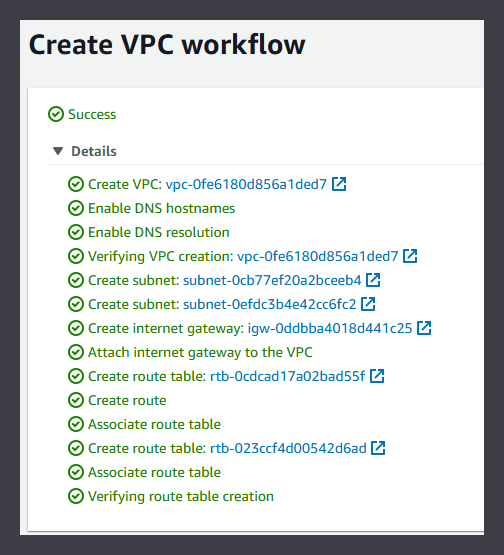 Create VPC workflow
Success
Details
Create VPC: vpc-0fe6180d856a1ded7
Enable DNS hostnames
Enable DNS resolution
Verifying VPC creation: vpc-0fe6180d856a1ded7
Create subnet: subnet-0cb77ef20a2bceeb4
Create subnet: subnet-0efdc3b4e42cc6fc2
Create internet gateway: igw-0ddbba4018d441c25
Attach internet gateway to the VPC
Create route table: rtb-0cdcad17a02bad55f
Create route
Associate route table
Create route table: rtb-023ccf4d00542d6ad
Associate route table
Verifying route table creation